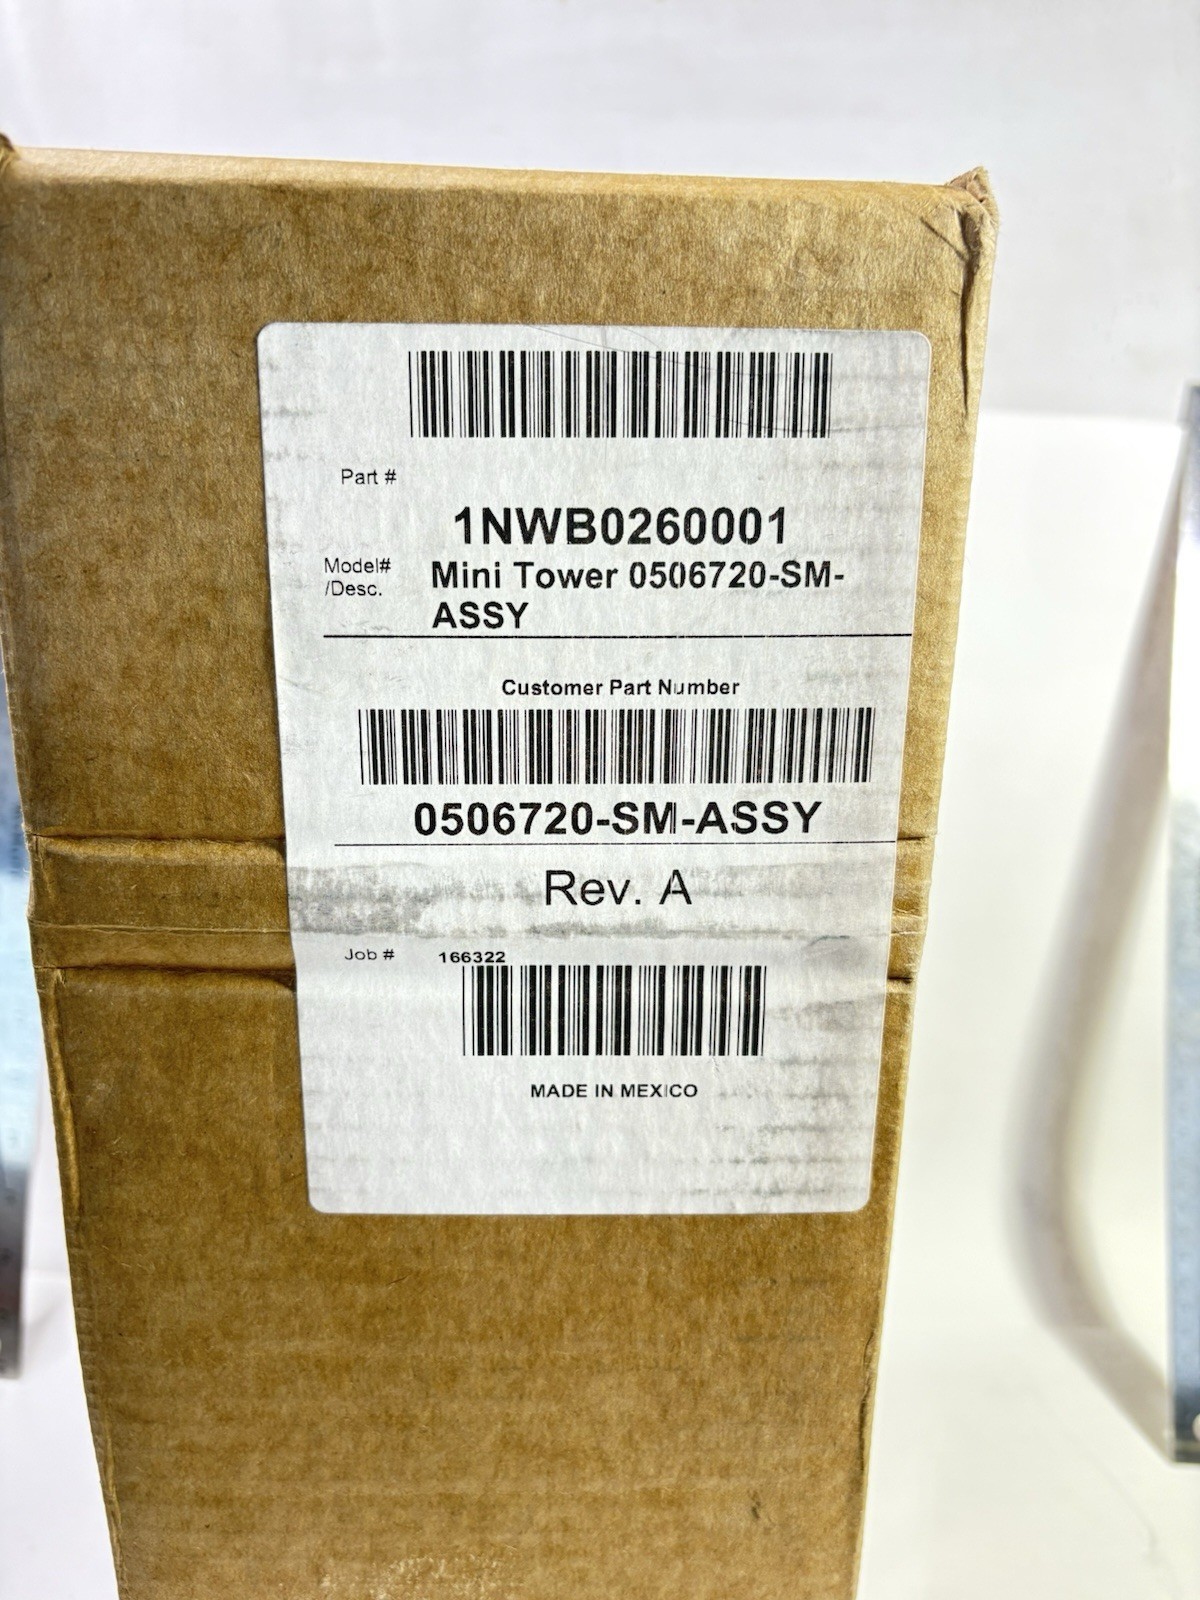 Part #
1NWB0260001
Model#
/Desc.
Mini Tower 0506720-SM-
ASSY
Customer Part Number
0506720-SM-ASSY
Rev. A
Job #
166322
MADE IN MEXICO